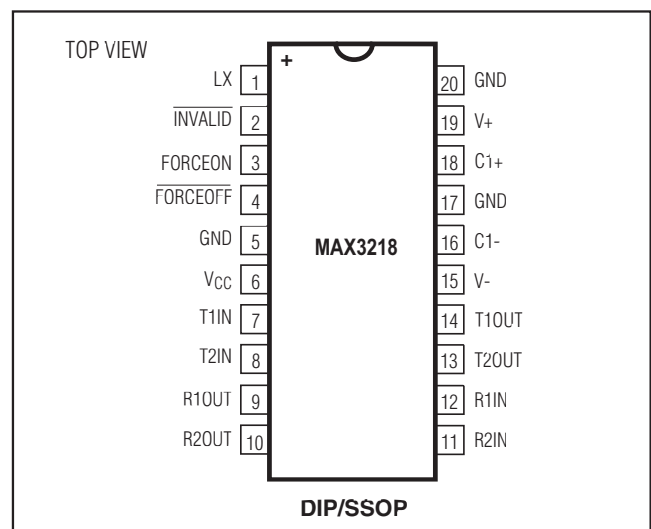 TOP VIEW
+
LX 1
INVALID 2
FORCEON 3
FORCEOFF 4
GND 5
VCC 6
T1IN 7
T2IN 8
R1OUT 9
R2OUT 10
MAX3218
20 GND
19 V+
18 C1+
17 GND
16 C1-
15 V-
14 T1OUT
13 T2OUT
12 R1IN
11 R2IN
DIP/SSOP